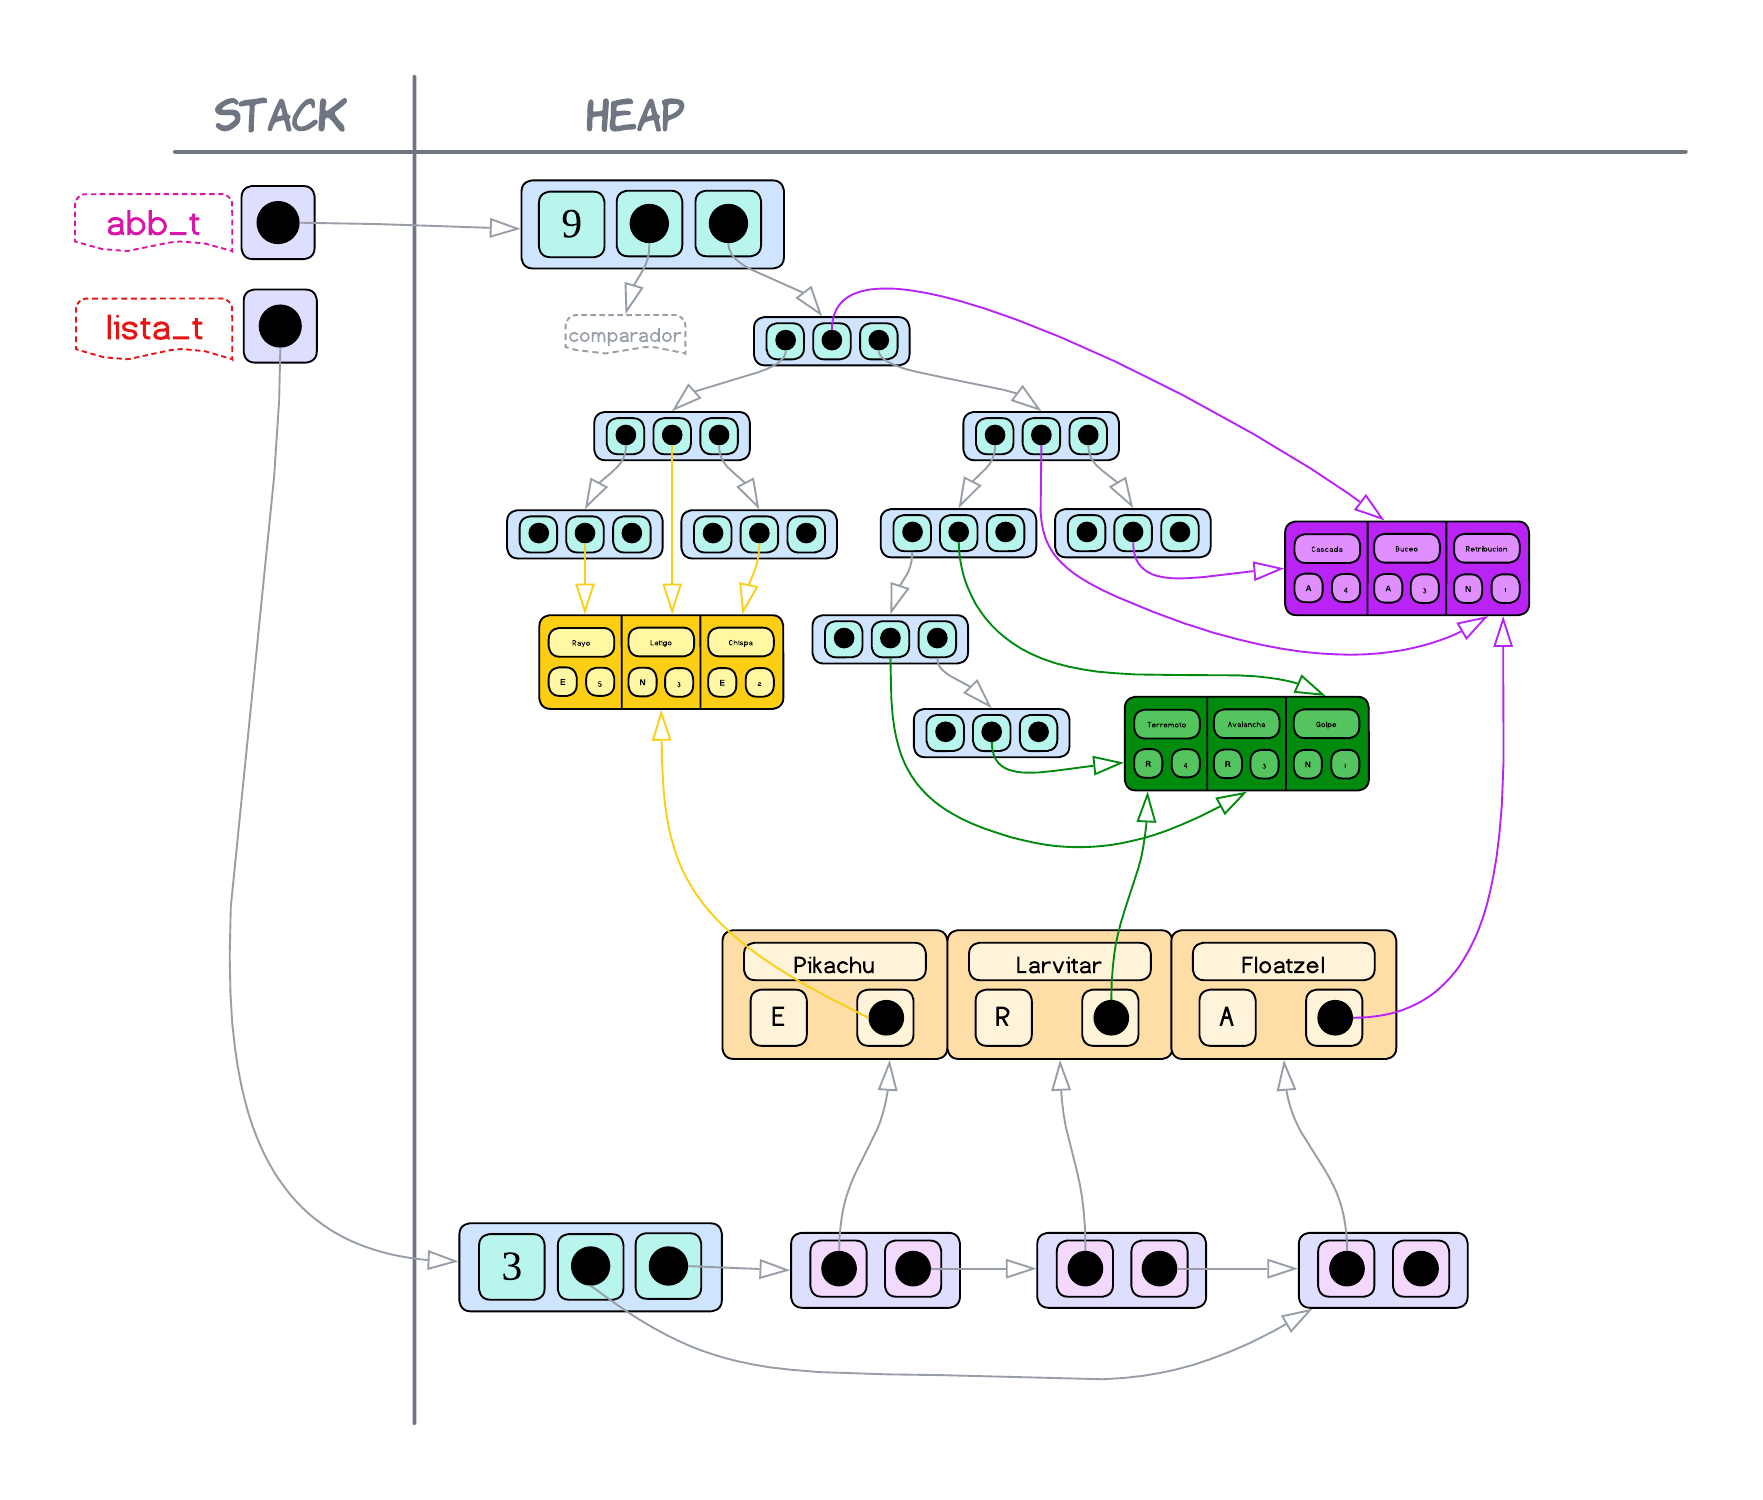 STACK HEAP
abb_t
9
lista_t
comparador
Cascada Buceo Retribucion
A 4 A 3 N 1
Rayo Latigo Chispa
E 5 N 3 E 2
Terremoto Avalancha Golpe
R 4 R 3 N 1
Pikachu Larvitar Floatzel
E R A
3